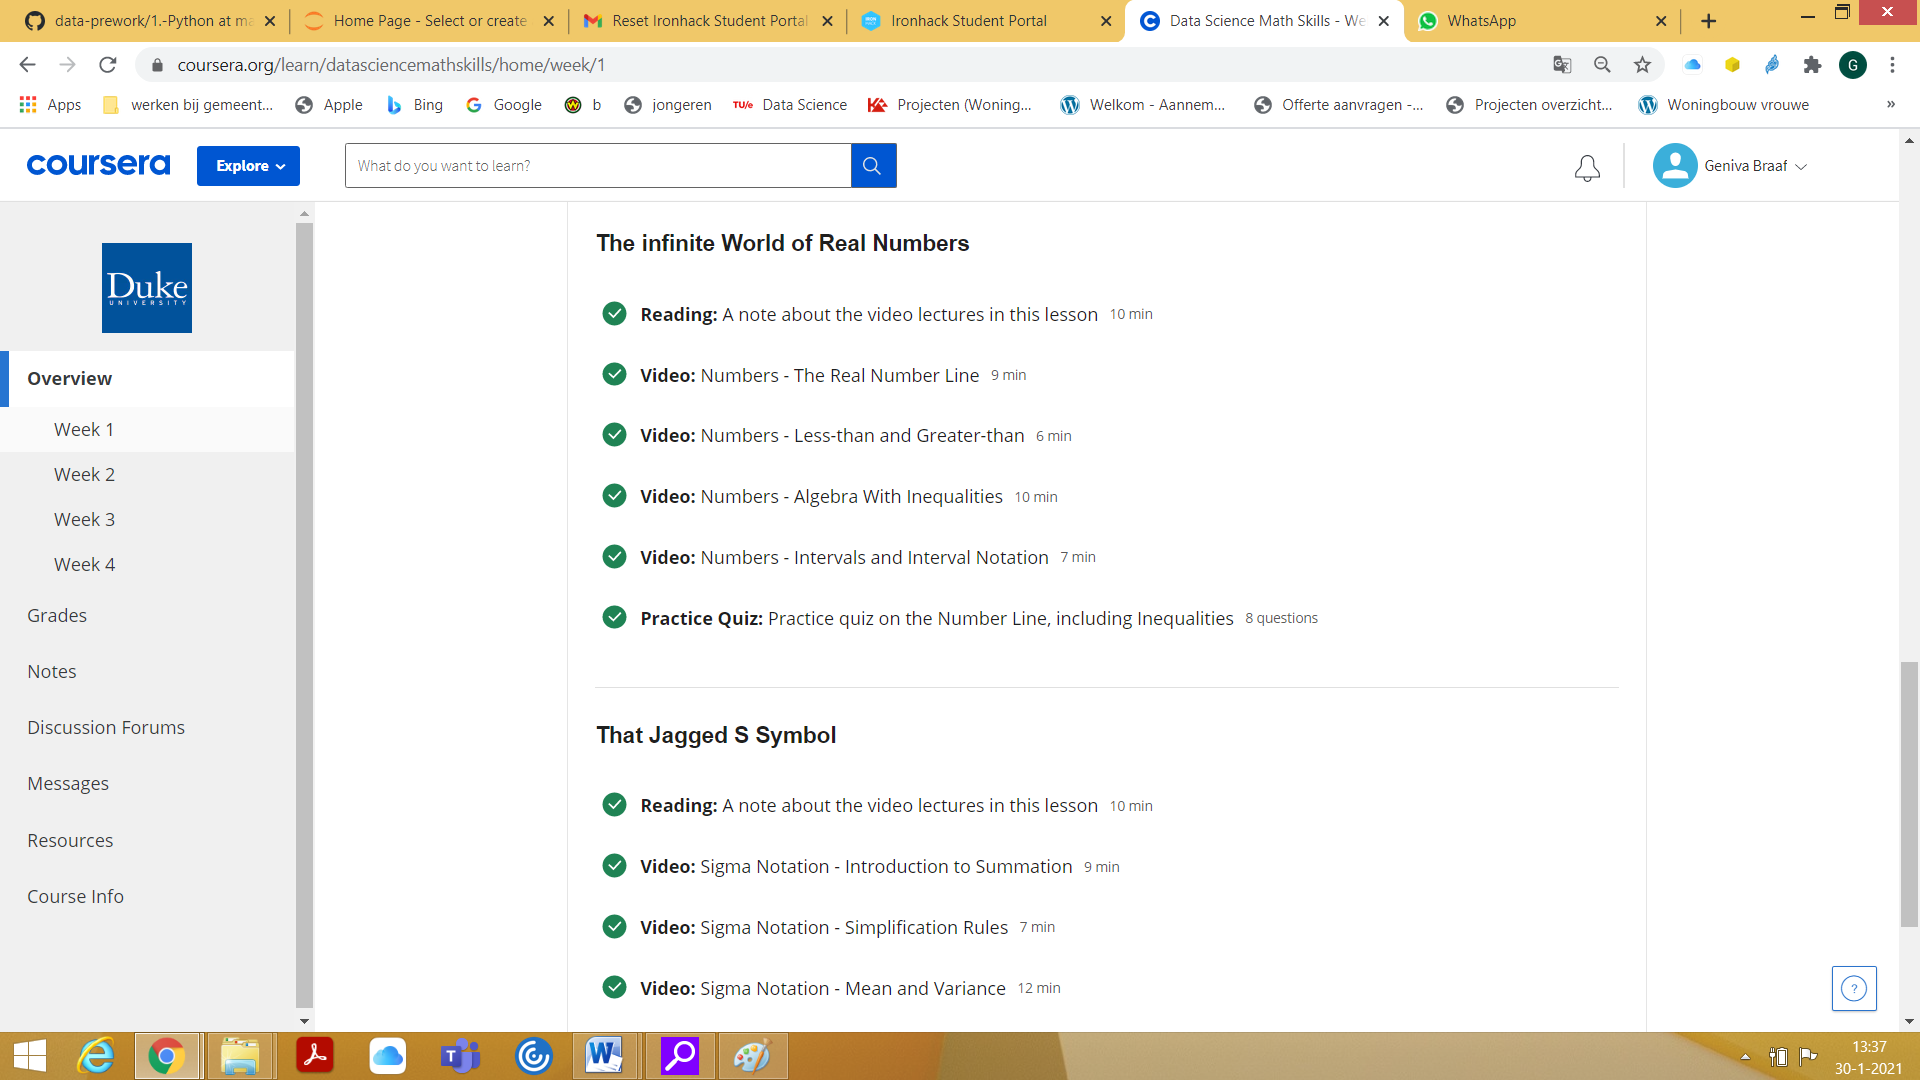 data-prework/1.-Python at ma
Home Page - Select or create
Reset Ironhack Student Portal
Ironhack Student Portal
Data Science Math Skills - We
WhatsApp
coursera.org/learn/datasciencemathskills/home/week/1
G
Apps
werken bij gemeent...
Apple
Bing
Google
b
jongeren
TU/e Data Science
Projecten (Woning...
Welkom - Aannem...
Offerte aanvragen -...
Projecten overzicht...
Woningbouw vrouwe
»
coursera
Explore
What do you want to learn?
Geniva Braaf
Duke
UNIVERSITY
Overview
Week 1
Week 2
Week 3
Week 4
Grades
Notes
Discussion Forums
Messages
Resources
Course Info
The infinite World of Real Numbers
Reading: A note about the video lectures in this lesson 10 min
Video: Numbers - The Real Number Line 9 min
Video: Numbers - Less-than and Greater-than 6 min
Video: Numbers - Algebra With Inequalities 10 min
Video: Numbers - Intervals and Interval Notation 7 min
Practice Quiz: Practice quiz on the Number Line, including Inequalities 8 questions
That Jagged S Symbol
Reading: A note about the video lectures in this lesson 10 min
Video: Sigma Notation - Introduction to Summation 9 min
Video: Sigma Notation - Simplification Rules 7 min
Video: Sigma Notation - Mean and Variance 12 min
?
13:37
30-1-2021